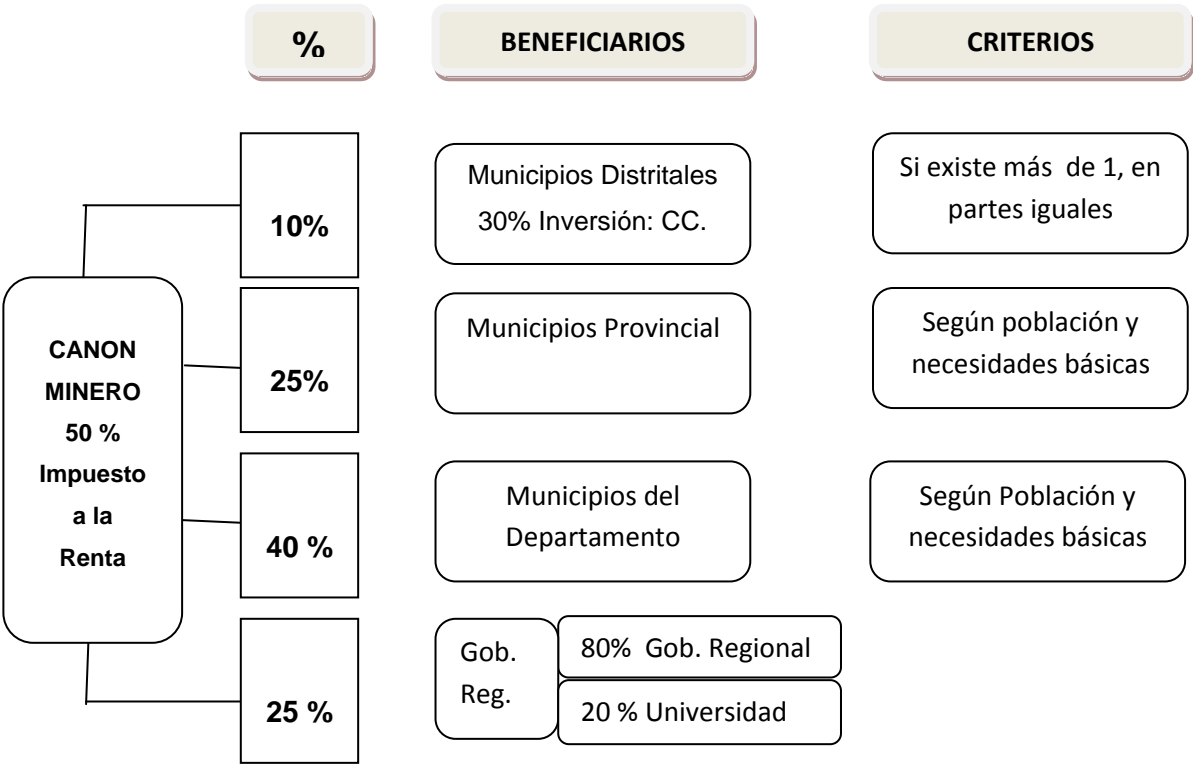 %
BENEFICIARIOS
CRITERIOS
10%
Municipios Distritales
30% Inversión: CC.
Si existe más de 1, en
partes iguales
CANON
MINERO
50 %
Impuesto
a la
Renta
25%
Municipios Provincial
Según población y
necesidades básicas
40 %
Municipios del
Departamento
Según Población y
necesidades básicas
25 %
Gob.
Reg.
80% Gob. Regional
20 % Universidad